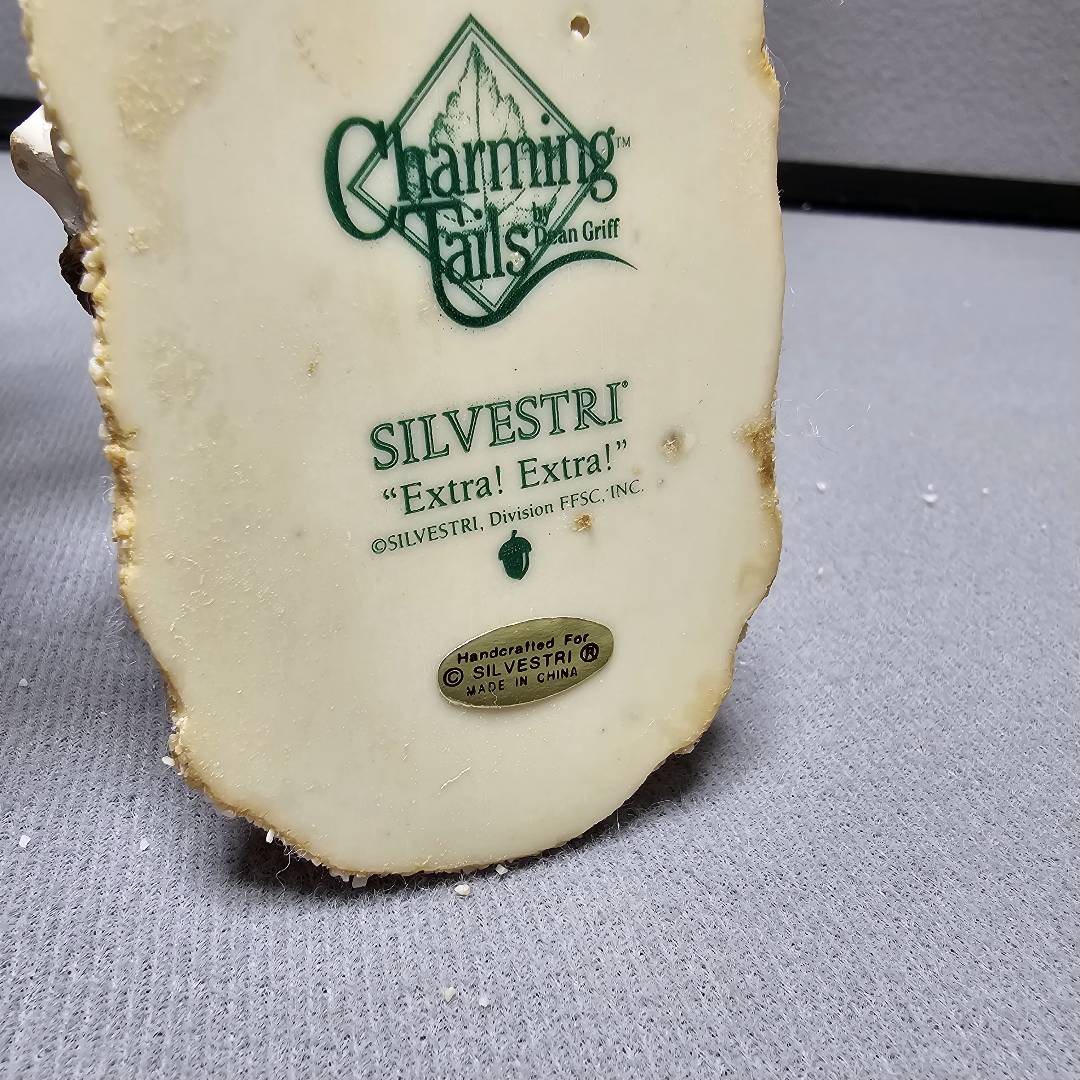 Charming™
Tails by Dean Griff
SILVESTRI®
“Extra! Extra!”
©SILVESTRI, Division FFSC, INC.
Handcrafted For
© SILVESTRI ®
MADE IN CHINA